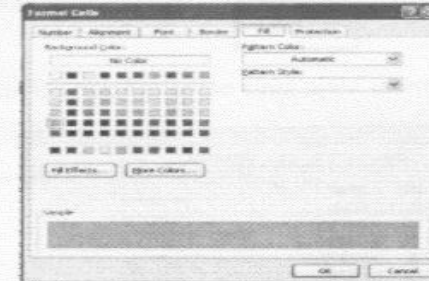 Format Cells
Number Alignment Font Border Fill Protection
Background Color:
No Color
Pattern Color:
Automatic
Pattern Style:
Fill Effects... More Colors...
Sample
OK Cancel